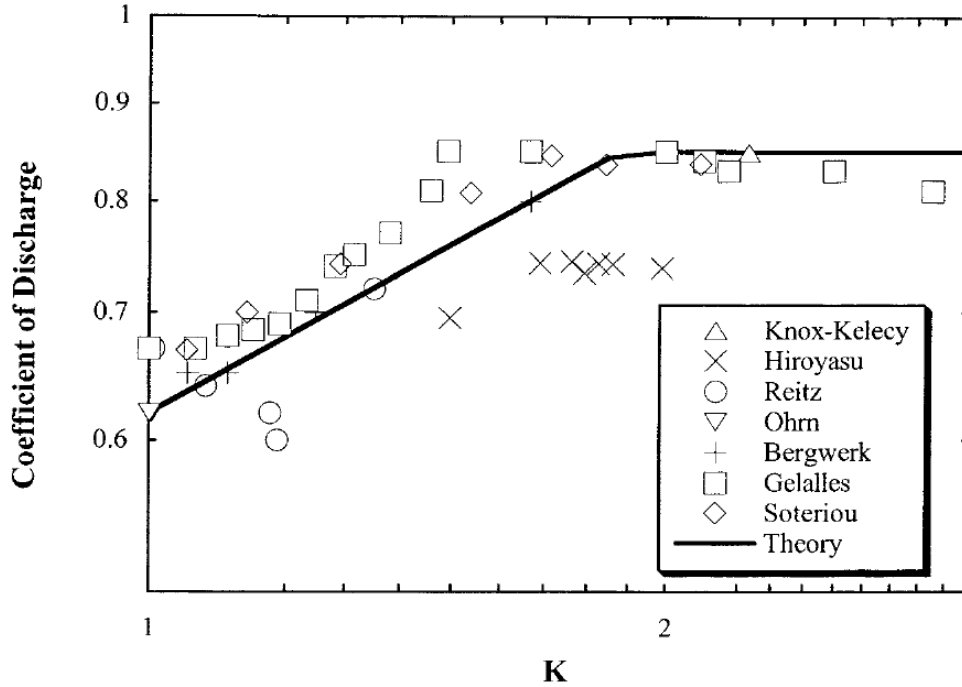 1
0.9
0.8
0.7
0.6
Coefficient of Discharge
1
2
K
Knox-Kelecy
Hiroyasu
Reitz
Ohrn
Bergwerk
Gelalles
Soteriou
Theory